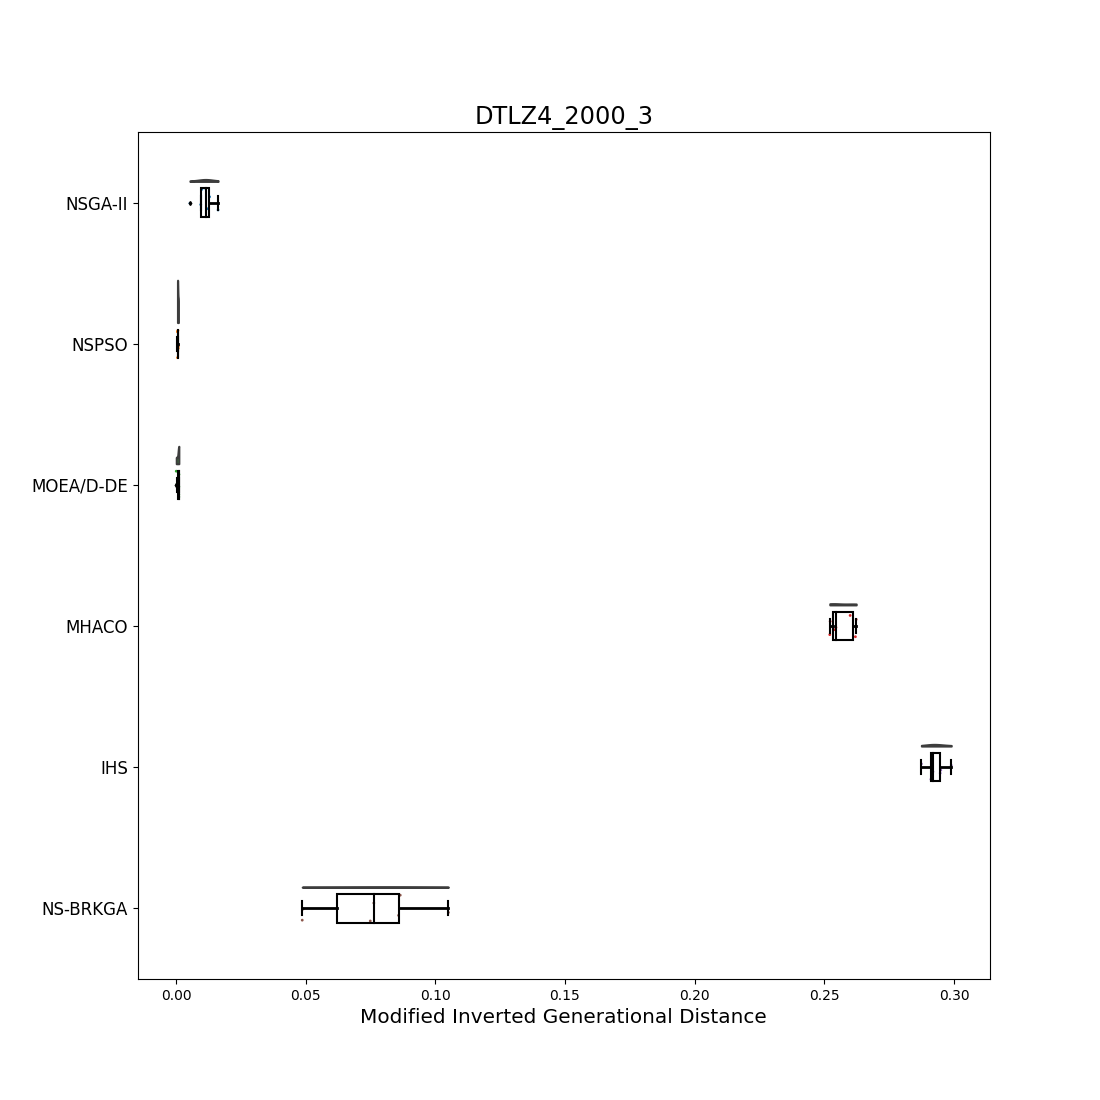 DTLZ4_2000_3
NSGA-II
NSPSO
MOEA/D-DE
MHACO
IHS
NS-BRKGA
0.00 0.05 0.10 0.15 0.20 0.25 0.30
Modified Inverted Generational Distance